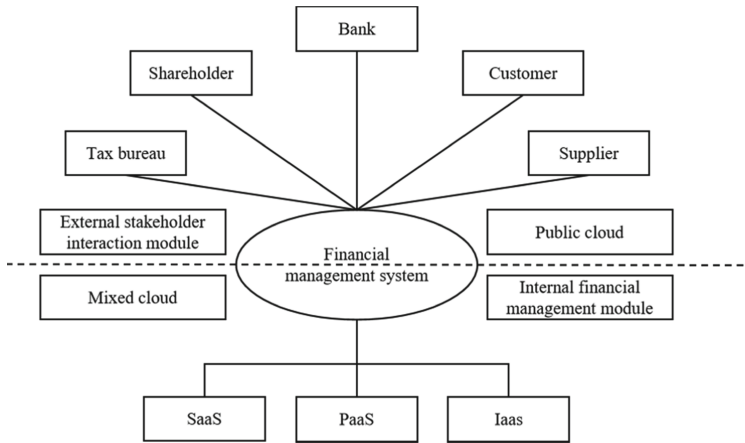 Bank
Shareholder
Customer
Tax bureau
Supplier
External stakeholder
interaction module
Public cloud
Financial
management system
Mixed cloud
Internal financial
management module
SaaS
PaaS
Iaas